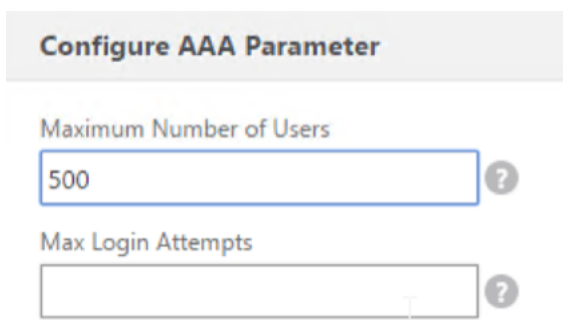 Configure AAA Parameter
Maximum Number of Users
500
?
Max Login Attempts
?